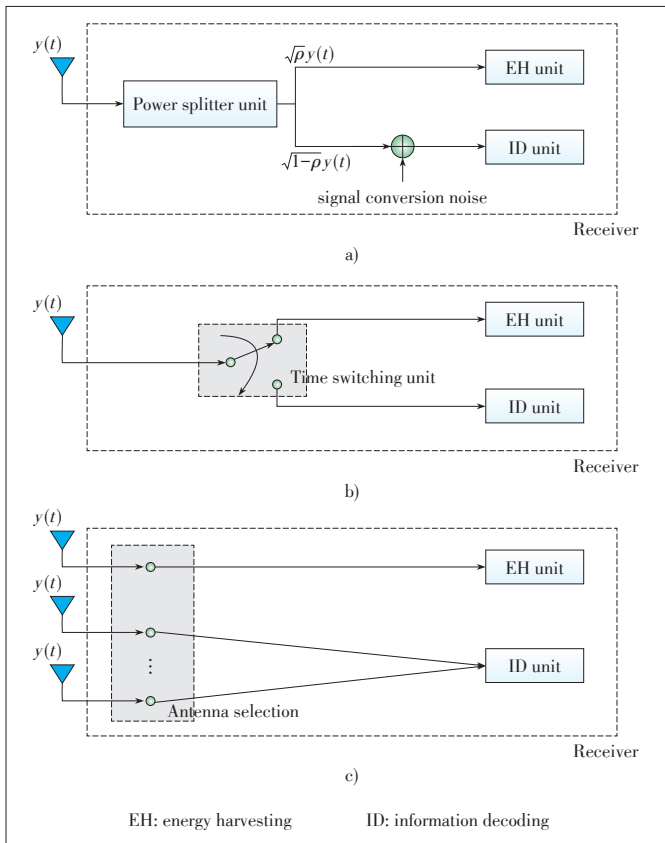 y(t)
√ρ y(t)
EH unit
Power splitter unit
ID unit
√1−ρ y(t)
signal conversion noise
Receiver
a)
y(t)
EH unit
Time switching unit
ID unit
Receiver
b)
y(t)
EH unit
y(t)
y(t)
ID unit
⋮
Antenna selection
Receiver
c)
EH: energy harvesting ID: information decoding